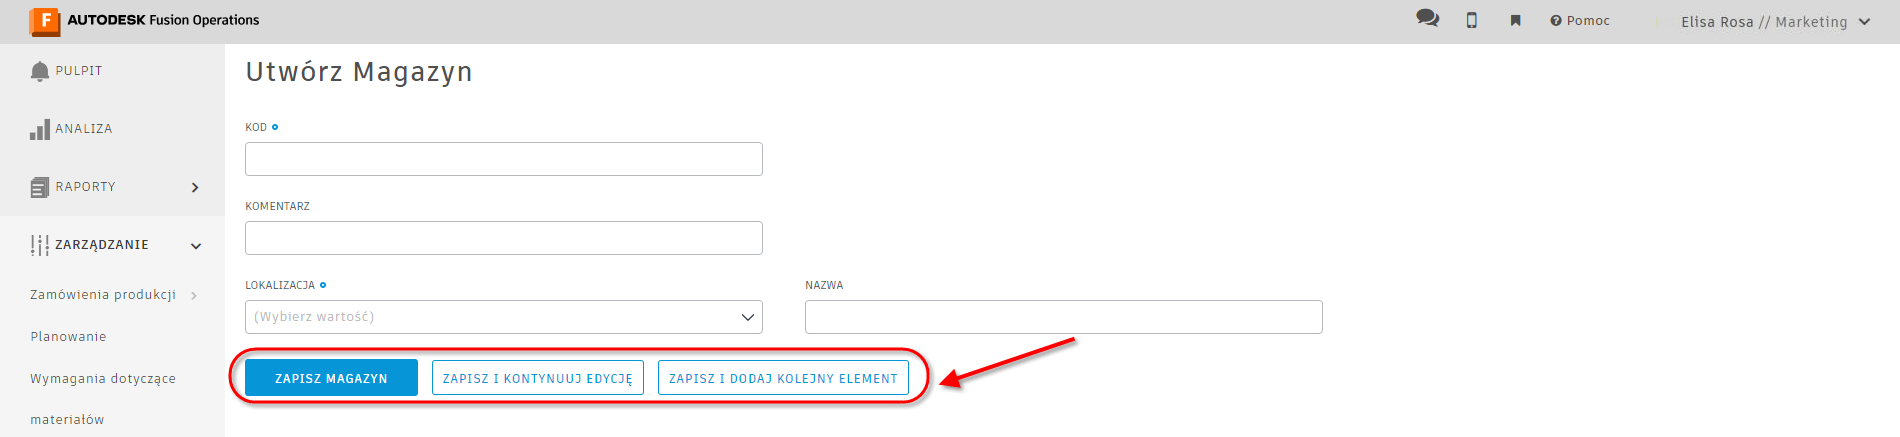 AUTODESK Fusion Operations
Pomoc
Elisa Rosa // Marketing
PULPIT
ANALIZA
RAPORTY
ZARZĄDZANIE
Zamówienia produkcji
Planowanie
Wymagania dotyczące
materiałów
Utwórz Magazyn
KOD
KOMENTARZ
LOKALIZACJA
NAZWA
(Wybierz wartość)
ZAPISZ MAGAZYN
ZAPISZ I KONTYNUUJ EDYCJĘ
ZAPISZ I DODAJ KOLEJNY ELEMENT